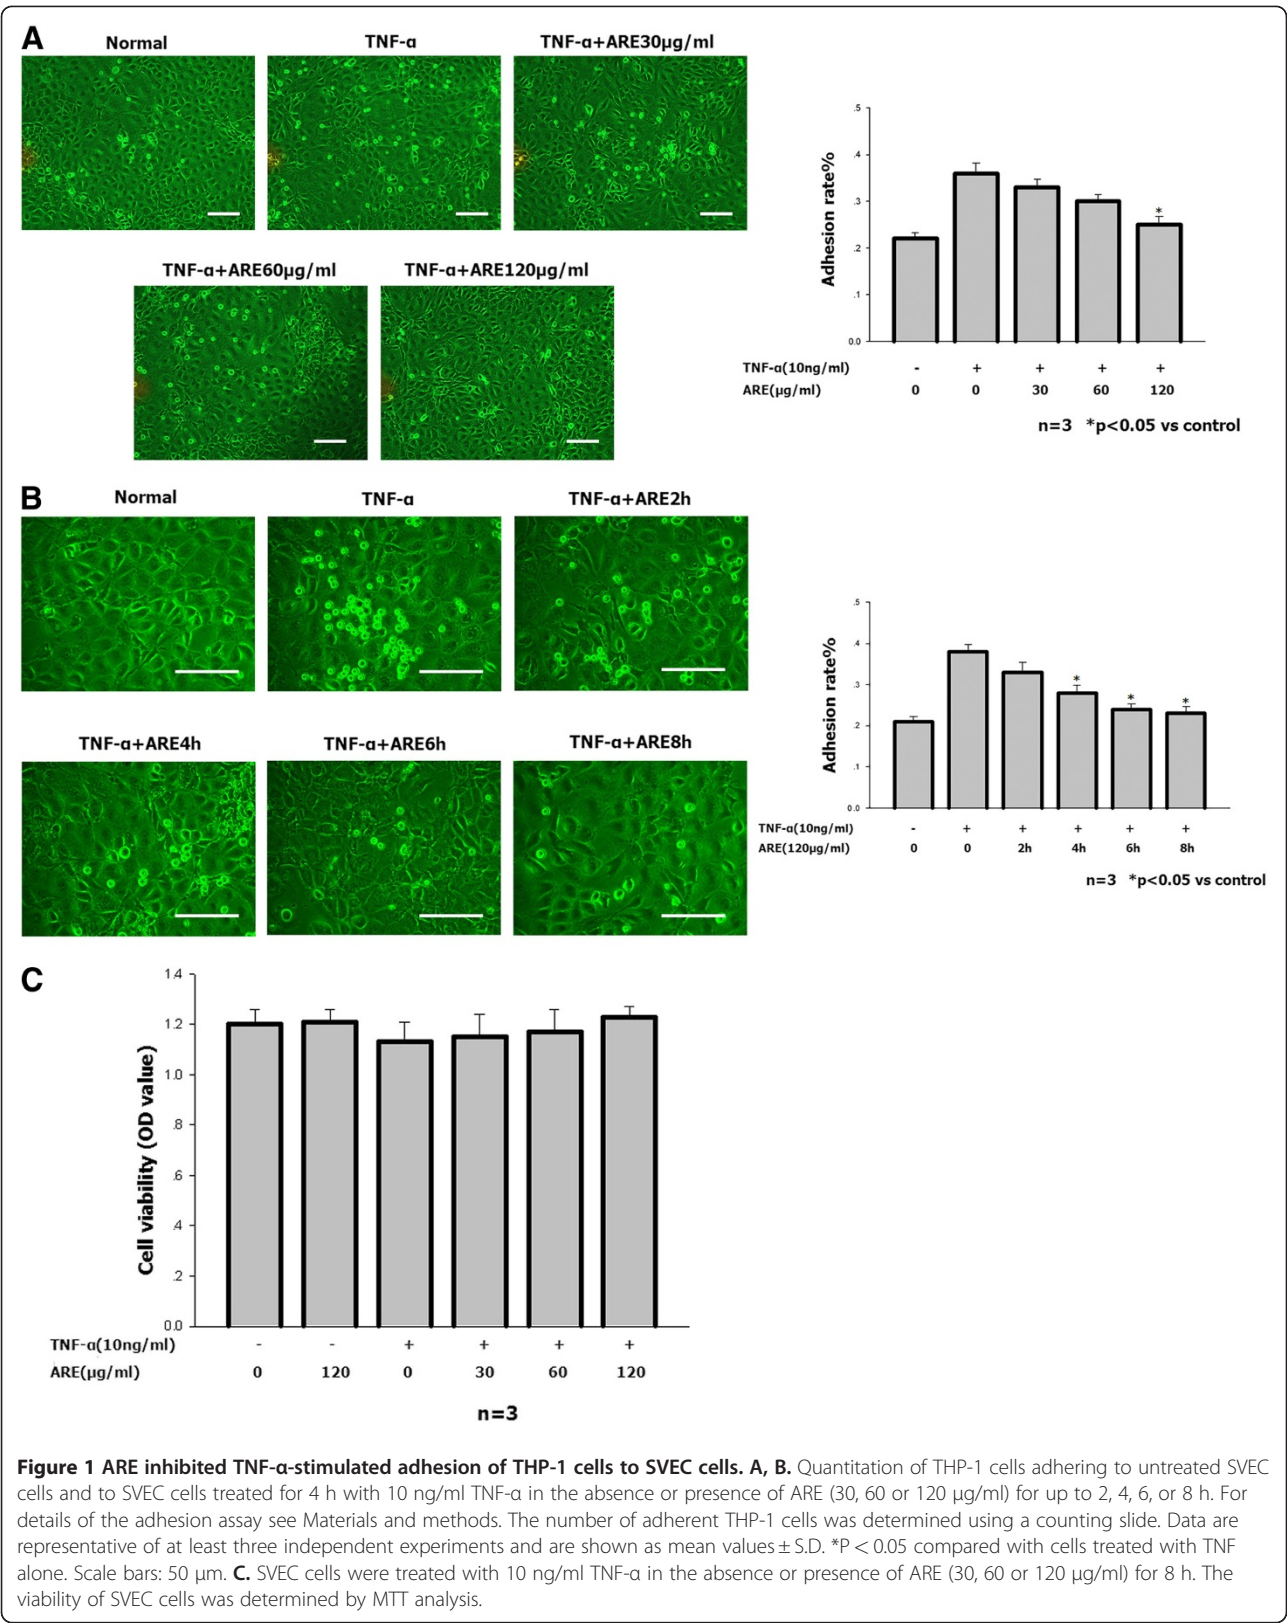 A
Normal
TNF-α
TNF-α+ARE30µg/ml
TNF-α+ARE60µg/ml
TNF-α+ARE120µg/ml
Adhesion rate%
.5
.4
.3
.2
.1
0.0
*
TNF-α(10ng/ml) - + + + +
ARE(µg/ml) 0 0 30 60 120
n=3 *p<0.05 vs control
B
Normal
TNF-α
TNF-α+ARE2h
TNF-α+ARE4h
TNF-α+ARE6h
TNF-α+ARE8h
Adhesion rate%
.5
.4
.3
.2
.1
0.0
* * *
TNF-α(10ng/ml) - + + + + +
ARE(120µg/ml) 0 0 2h 4h 6h 8h
n=3 *p<0.05 vs control
C
Cell viability (OD value)
1.4
1.2
1.0
.8
.6
.4
.2
0.0
TNF-α(10ng/ml) - - + + + +
ARE(µg/ml) 0 120 0 30 60 120
n=3
Figure 1 ARE inhibited TNF-α-stimulated adhesion of THP-1 cells to SVEC cells. A, B. Quantitation of THP-1 cells adhering to untreated SVEC
cells and to SVEC cells treated for 4 h with 10 ng/ml TNF-α in the absence or presence of ARE (30, 60 or 120 µg/ml) for up to 2, 4, 6, or 8 h. For
details of the adhesion assay see Materials and methods. The number of adherent THP-1 cells was determined using a counting slide. Data are
representative of at least three independent experiments and are shown as mean values ± S.D. *P < 0.05 compared with cells treated with TNF
alone. Scale bars: 50 µm. C. SVEC cells were treated with 10 ng/ml TNF-α in the absence or presence of ARE (30, 60 or 120 µg/ml) for 8 h. The
viability of SVEC cells was determined by MTT analysis.